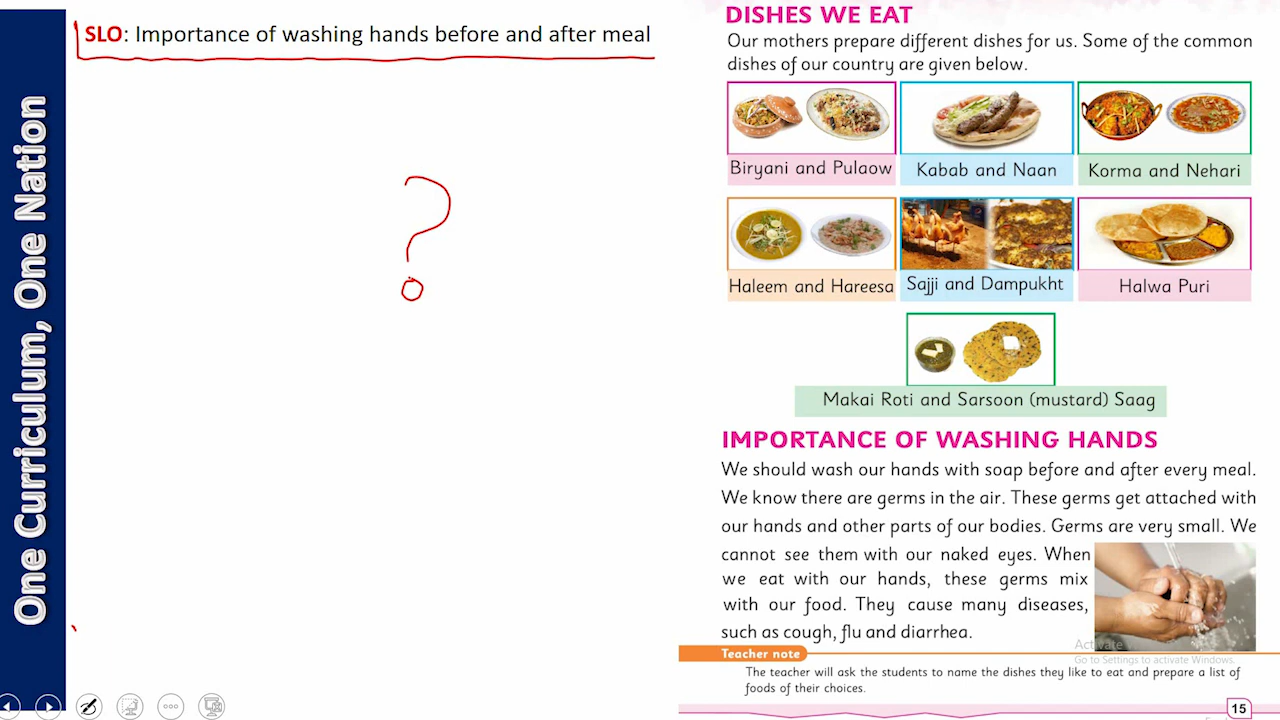 One Curriculum, One Nation
SLO: Importance of washing hands before and after meal
?
DISHES WE EAT
Our mothers prepare different dishes for us. Some of the common
dishes of our country are given below.
Biryani and Pulaow
Kabab and Naan
Korma and Nehari
Haleem and Hareesa
Sajji and Dampukht
Halwa Puri
Makai Roti and Sarsoon (mustard) Saag
IMPORTANCE OF WASHING HANDS
We should wash our hands with soap before and after every meal.
We know there are germs in the air. These germs get attached with
our hands and other parts of our bodies. Germs are very small. We
cannot see them with our naked eyes. When
we eat with our hands, these germs mix
with our food. They cause many diseases,
such as cough, flu and diarrhea.
Activate
Go to Settings to activate Windows.
Teacher note
The teacher will ask the students to name the dishes they like to eat and prepare a list of
foods of their choices.
15